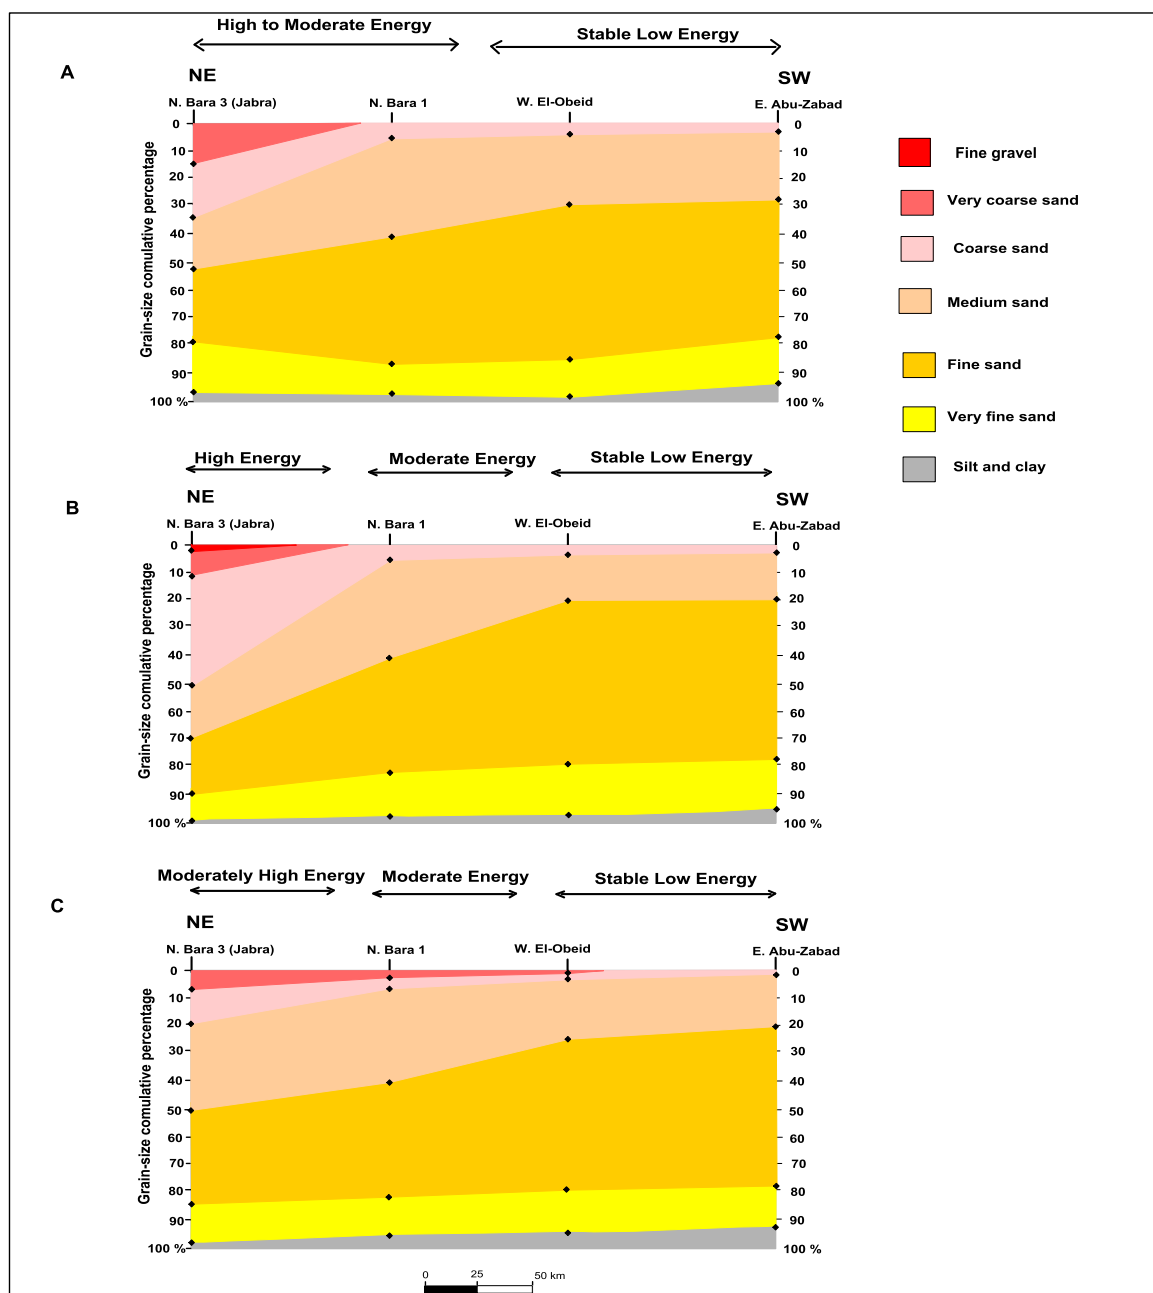 High to Moderate Energy
Stable Low Energy
A
NE
SW
N. Bara 3 (Jabra)
N. Bara 1
W. El-Obeid
E. Abu-Zabad
Grain-size comulative percentage
0
10
20
30
40
50
60
70
80
90
100 %
0
10
20
30
40
50
60
70
80
90
100 %
Fine gravel
Very coarse sand
Coarse sand
Medium sand
Fine sand
Very fine sand
Silt and clay
High Energy
Moderate Energy
Stable Low Energy
B
NE
SW
N. Bara 3 (Jabra)
N. Bara 1
W. El-Obeid
E. Abu-Zabad
Grain-size comulative percentage
0
10
20
30
40
50
60
70
80
90
100 %
0
10
20
30
40
50
60
70
80
90
100 %
Moderately High Energy
Moderate Energy
Stable Low Energy
C
NE
SW
N. Bara 3 (Jabra)
N. Bara 1
W. El-Obeid
E. Abu-Zabad
Grain-size comulative percentage
0
10
20
30
40
50
60
70
80
90
100 %
0
10
20
30
40
50
60
70
80
90
100 %
0
25
50 km